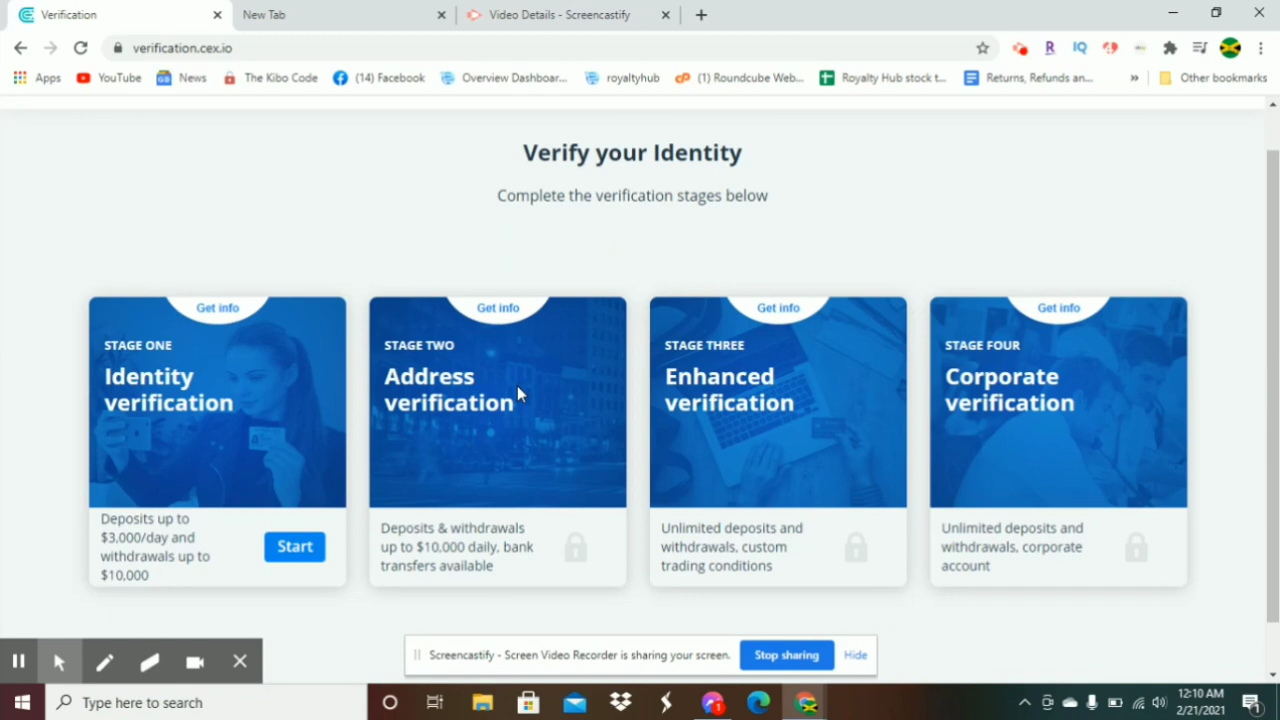 Verification
New Tab
Video Details - Screencastify
verification.cex.io
R
IQ
Apps
YouTube
News
The Kibo Code
(14) Facebook
Overview Dashboar...
royaltyhub
(1) Roundcube Web...
Royalty Hub stock t...
Returns, Refunds an...
»
Other bookmarks
Verify your Identity
Complete the verification stages below
Get info
STAGE ONE
Identity
verification
Deposits up to
$3,000/day and
withdrawals up to
$10,000
Start
Get info
STAGE TWO
Address
verification
Deposits & withdrawals
up to $10,000 daily, bank
transfers available
Get info
STAGE THREE
Enhanced
verification
Unlimited deposits and
withdrawals, custom
trading conditions
Get info
STAGE FOUR
Corporate
verification
Unlimited deposits and
withdrawals, corporate
account
Screencastify - Screen Video Recorder is sharing your screen.
Stop sharing
Hide
Type here to search
1
12:10 AM
2/21/2021
1